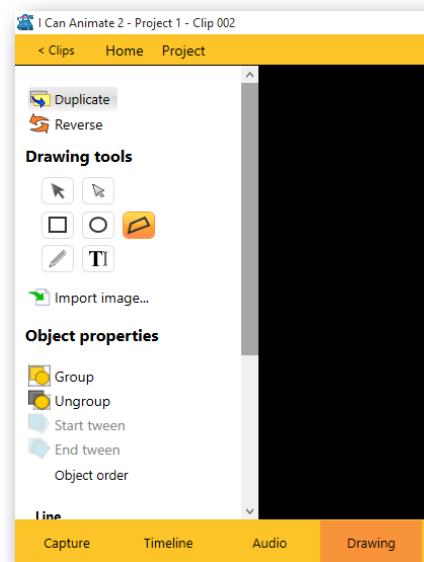 I Can Animate 2 - Project 1 - Clip 002
< Clips Home Project
Duplicate
Reverse
Drawing tools
TI
Import image...
Object properties
Group
Ungroup
Start tween
End tween
Object order
Line
Capture Timeline Audio Drawing